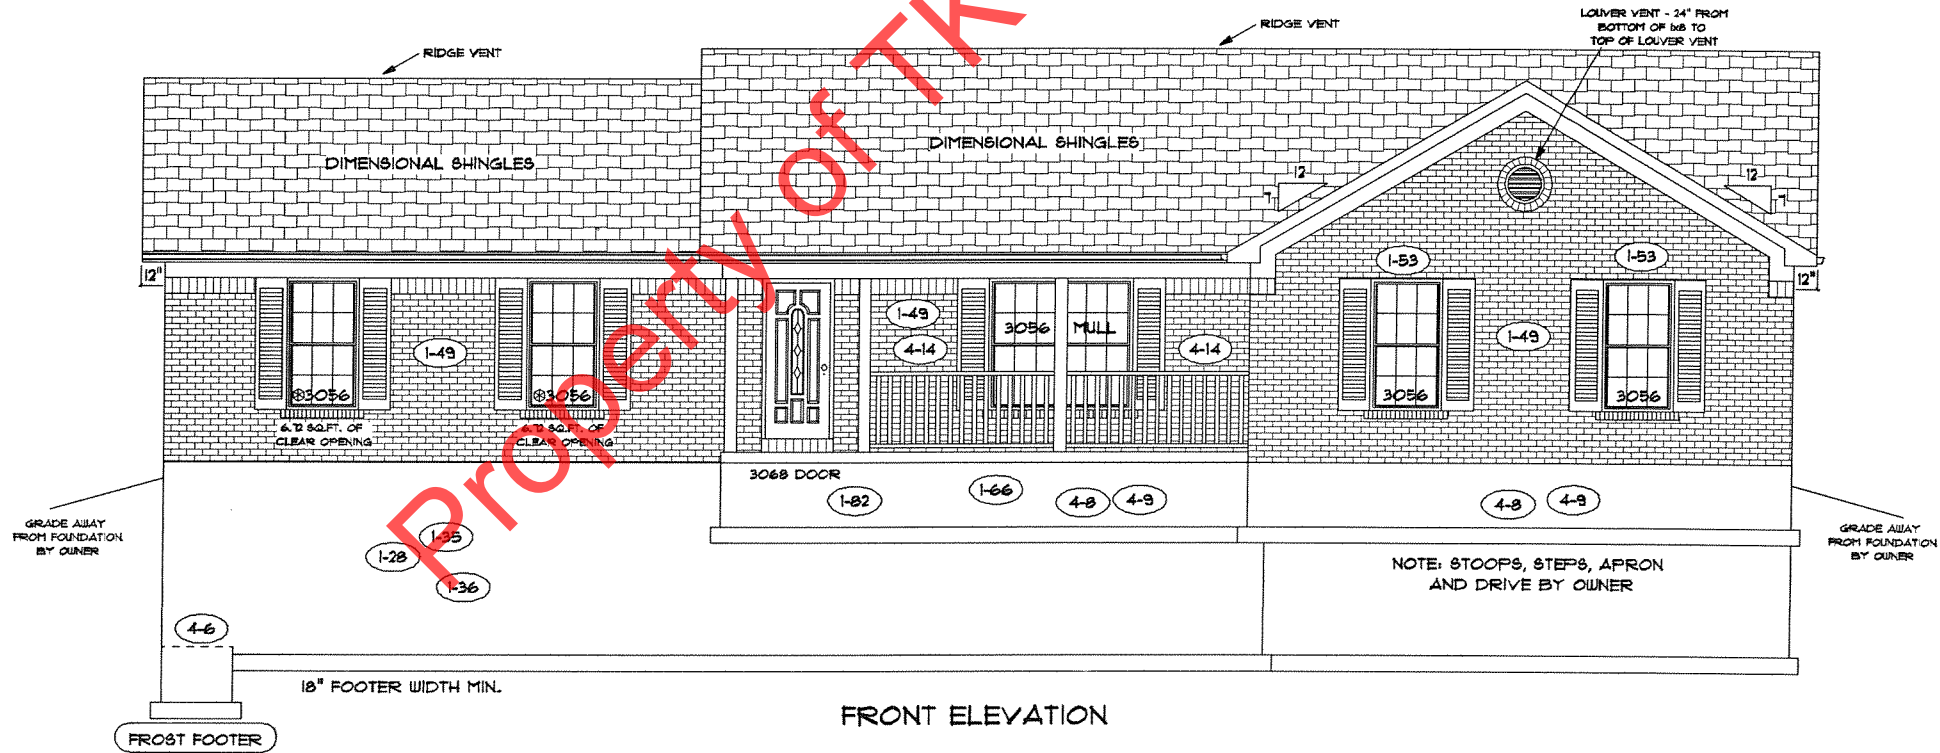 LOUVER VENT - 24" FROM
BOTTOM OF 1x8 TO
TOP OF LOUVER VENT
RIDGE VENT
RIDGE VENT
DIMENSIONAL SHINGLES
DIMENSIONAL SHINGLES
Property of TK
12
7
12
7
12"
12"
1-53
1-53
1-49
1-49
1-49
4-14
4-14
3056
MULL
3056
3056
3056
3056
6.72 SQ.FT. OF
CLEAR OPENING
6.72 SQ.FT. OF
CLEAR OPENING
3068 DOOR
1-82
1-66
4-8
4-9
4-8
4-9
GRADE AWAY
FROM FOUNDATION
BY OWNER
GRADE AWAY
FROM FOUNDATION
BY OWNER
1-35
1-28
1-36
NOTE: STOOPS, STEPS, APRON
AND DRIVE BY OWNER
4-6
18" FOOTER WIDTH MIN.
FRONT ELEVATION
FROST FOOTER